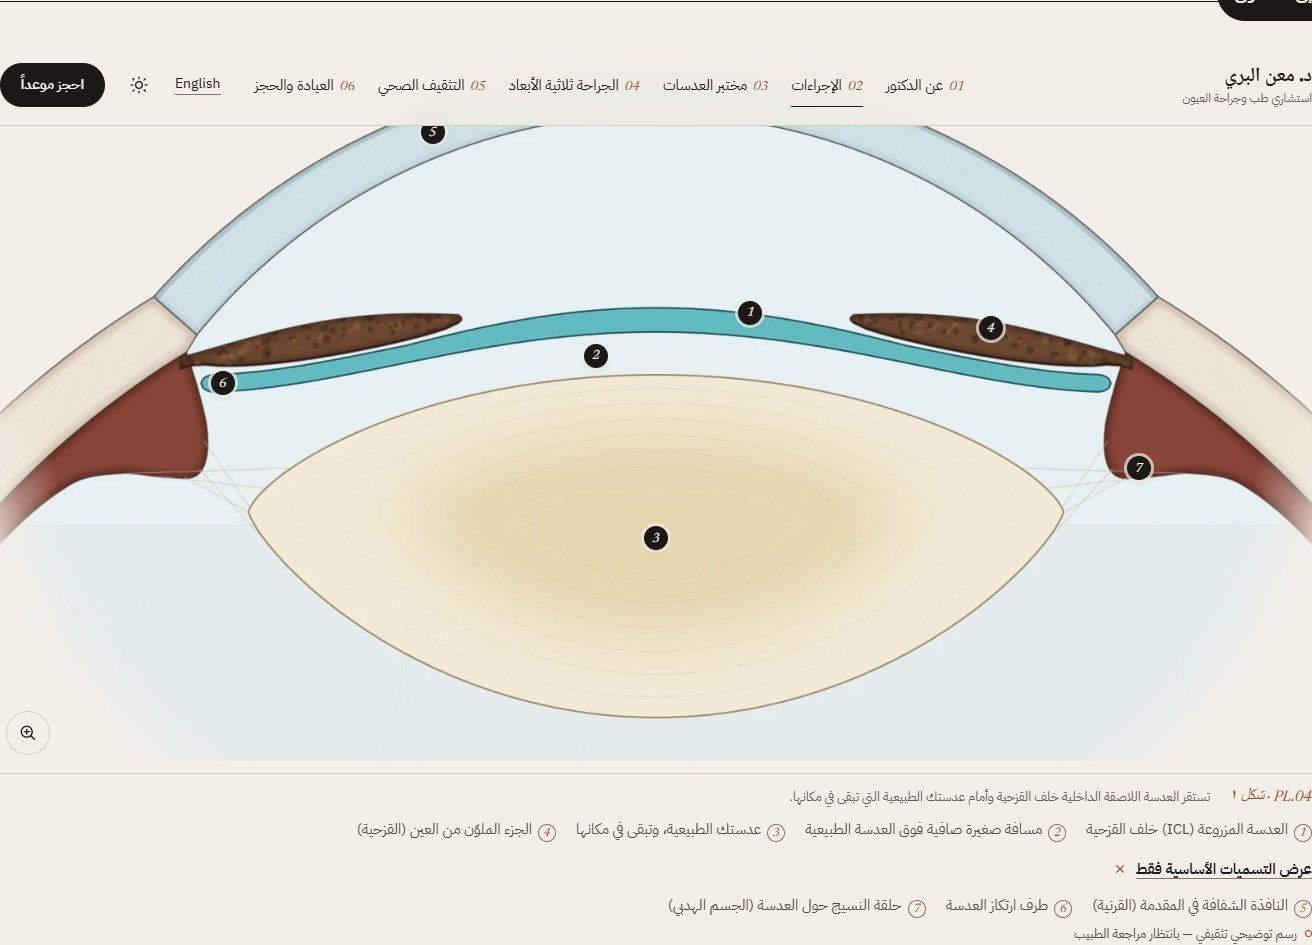 د. معن البري
استشاري طب وجراحة العيون
01 عن الدكتور 02 الإجراءات 03 مختبر العدسات 04 الجراحة ثلاثية الأبعاد 05 التثقيف الصحي 06 العيادة والحجز
English
احجز موعداً
5
1
4
2
6
7
3
PL.04 · شكل ١ تستقر العدسة اللاصقة الداخلية خلف القزحية وأمام عدستك الطبيعية التي تبقى في مكانها.
1 العدسة المزروعة (ICL) خلف القزحية 2 مسافة صغيرة صافية فوق العدسة الطبيعية 3 عدستك الطبيعية، وتبقى في مكانها 4 الجزء الملوّن من العين (القزحية)
عرض التسميات الأساسية فقط ×
5 النافذة الشفافة في المقدمة (القرنية) 6 طرف ارتكاز العدسة 7 حلقة النسيج حول العدسة (الجسم الهدبي)
رسم توضيحي تثقيفي — بانتظار مراجعة الطبيب